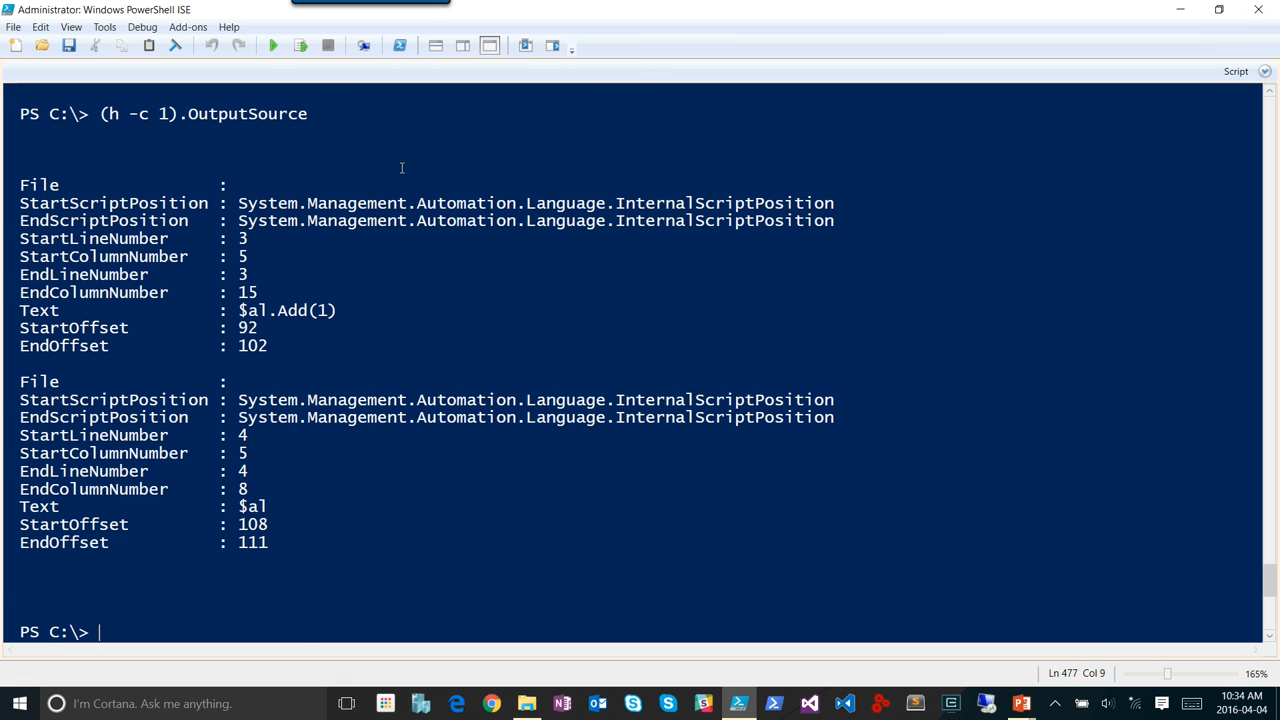 Administrator: Windows PowerShell ISE
File Edit View Tools Debug Add-ons Help
Script
PS C:\> (h -c 1).OutputSource
File :
StartScriptPosition : System.Management.Automation.Language.InternalScriptPosition
EndScriptPosition : System.Management.Automation.Language.InternalScriptPosition
StartLineNumber : 3
StartColumnNumber : 5
EndLineNumber : 3
EndColumnNumber : 15
Text : $al.Add(1)
StartOffset : 92
EndOffset : 102
File :
StartScriptPosition : System.Management.Automation.Language.InternalScriptPosition
EndScriptPosition : System.Management.Automation.Language.InternalScriptPosition
StartLineNumber : 4
StartColumnNumber : 5
EndLineNumber : 4
EndColumnNumber : 8
Text : $al
StartOffset : 108
EndOffset : 111
PS C:\>
Ln 477 Col 9 165%
I'm Cortana. Ask me anything.
10:34 AM
2016-04-04